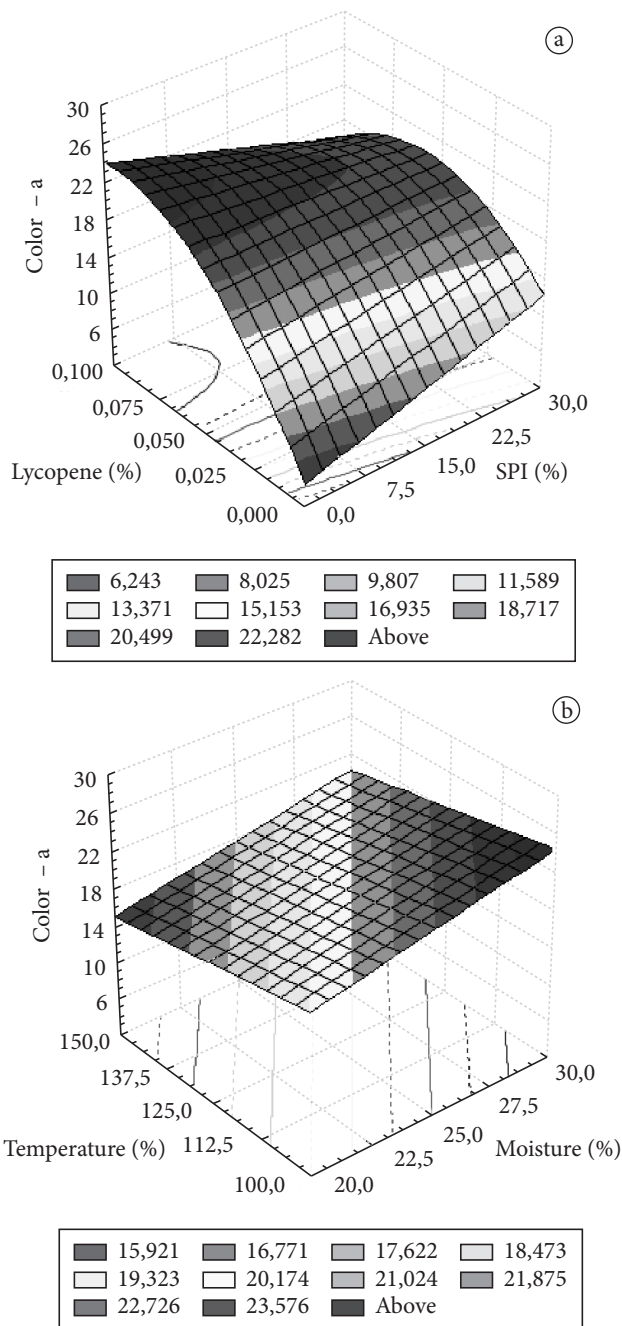 a
30
26
22
18
14
10
6
Color – a
0,100
0,075
0,050
0,025
0,000
Lycopene (%)
30,0
22,5
15,0
7,5
0,0
SPI (%)
6,243 8,025 9,807 11,589
13,371 15,153 16,935 18,717
20,499 22,282 Above
b
30
26
22
18
14
10
6
Color – a
150,0
137,5
125,0
112,5
100,0
Temperature (%)
30,0
27,5
25,0
22,5
20,0
Moisture (%)
15,921 16,771 17,622 18,473
19,323 20,174 21,024 21,875
22,726 23,576 Above